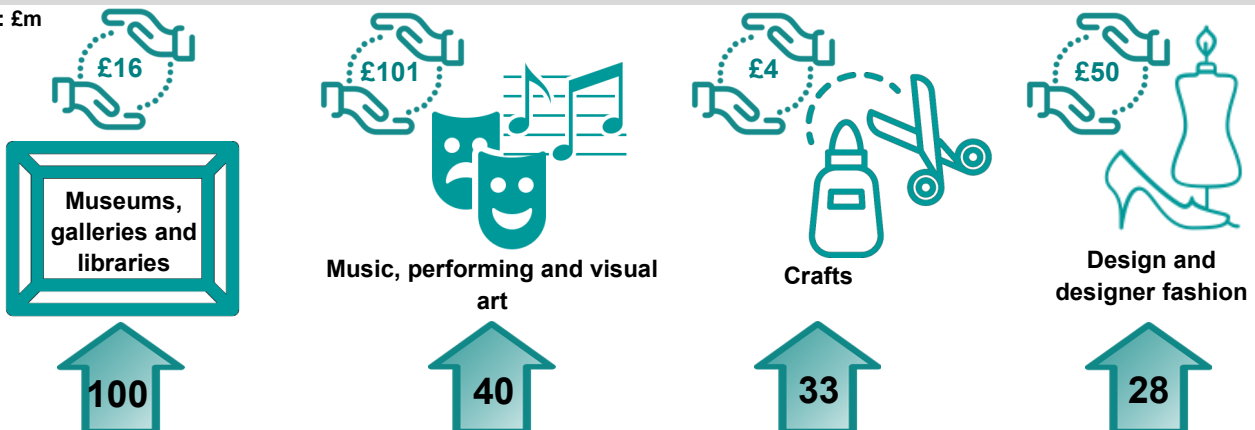 : £m
£16
£101
£4
£50
Museums,
galleries and
libraries
Music, performing and visual
art
Crafts
Design and
designer fashion
100
40
33
28